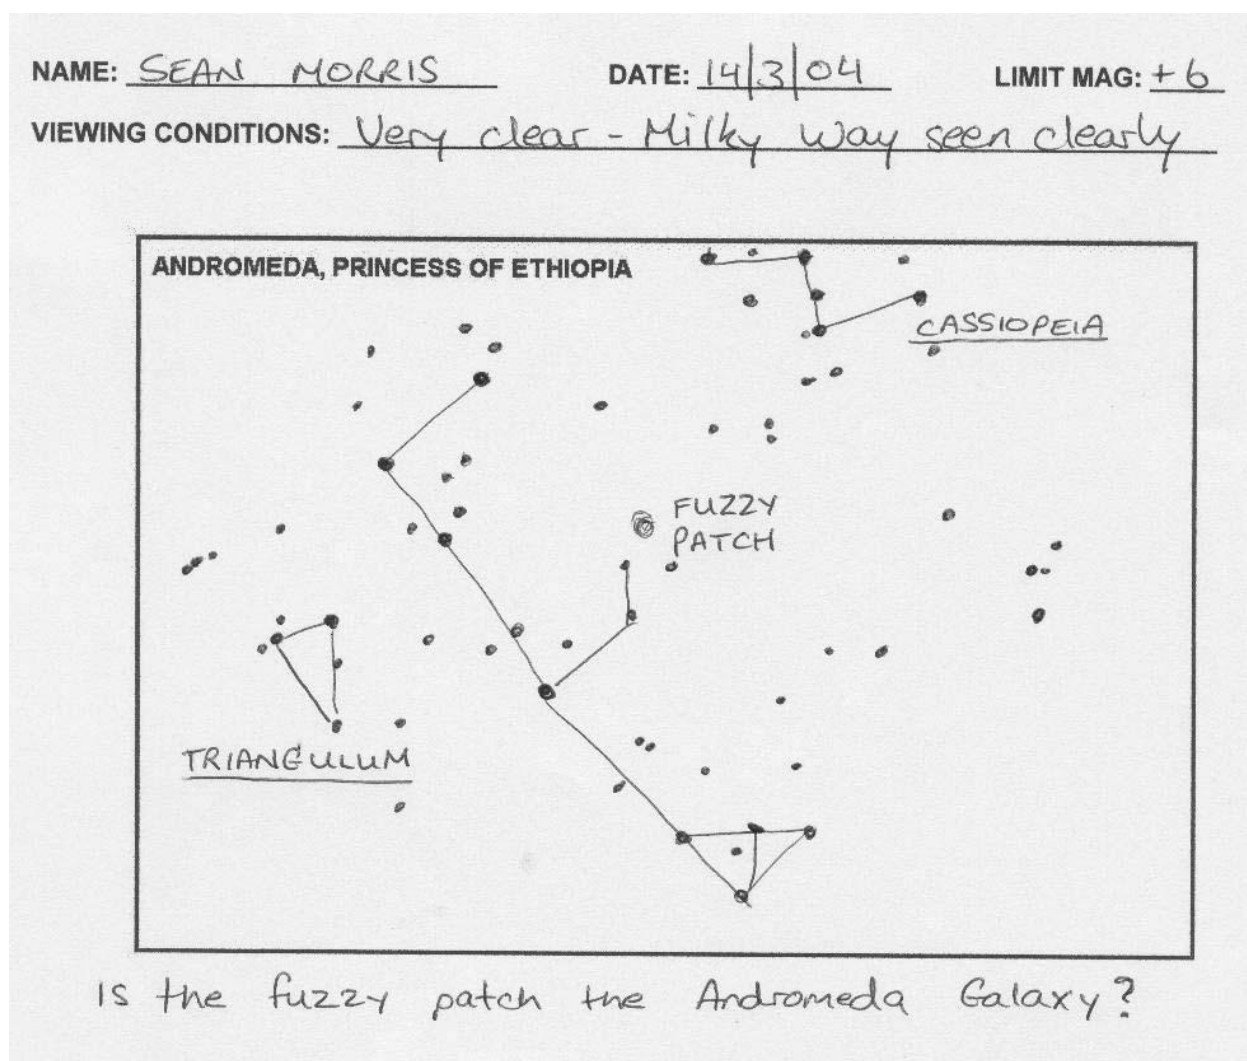 NAME: SEAN MORRIS DATE: 14/3/04 LIMIT MAG: +6
VIEWING CONDITIONS: Very clear - Milky Way seen clearly
ANDROMEDA, PRINCESS OF ETHIOPIA
CASSIOPEIA
FUZZY
PATCH
TRIANGULUM
Is the fuzzy patch the Andromeda Galaxy?